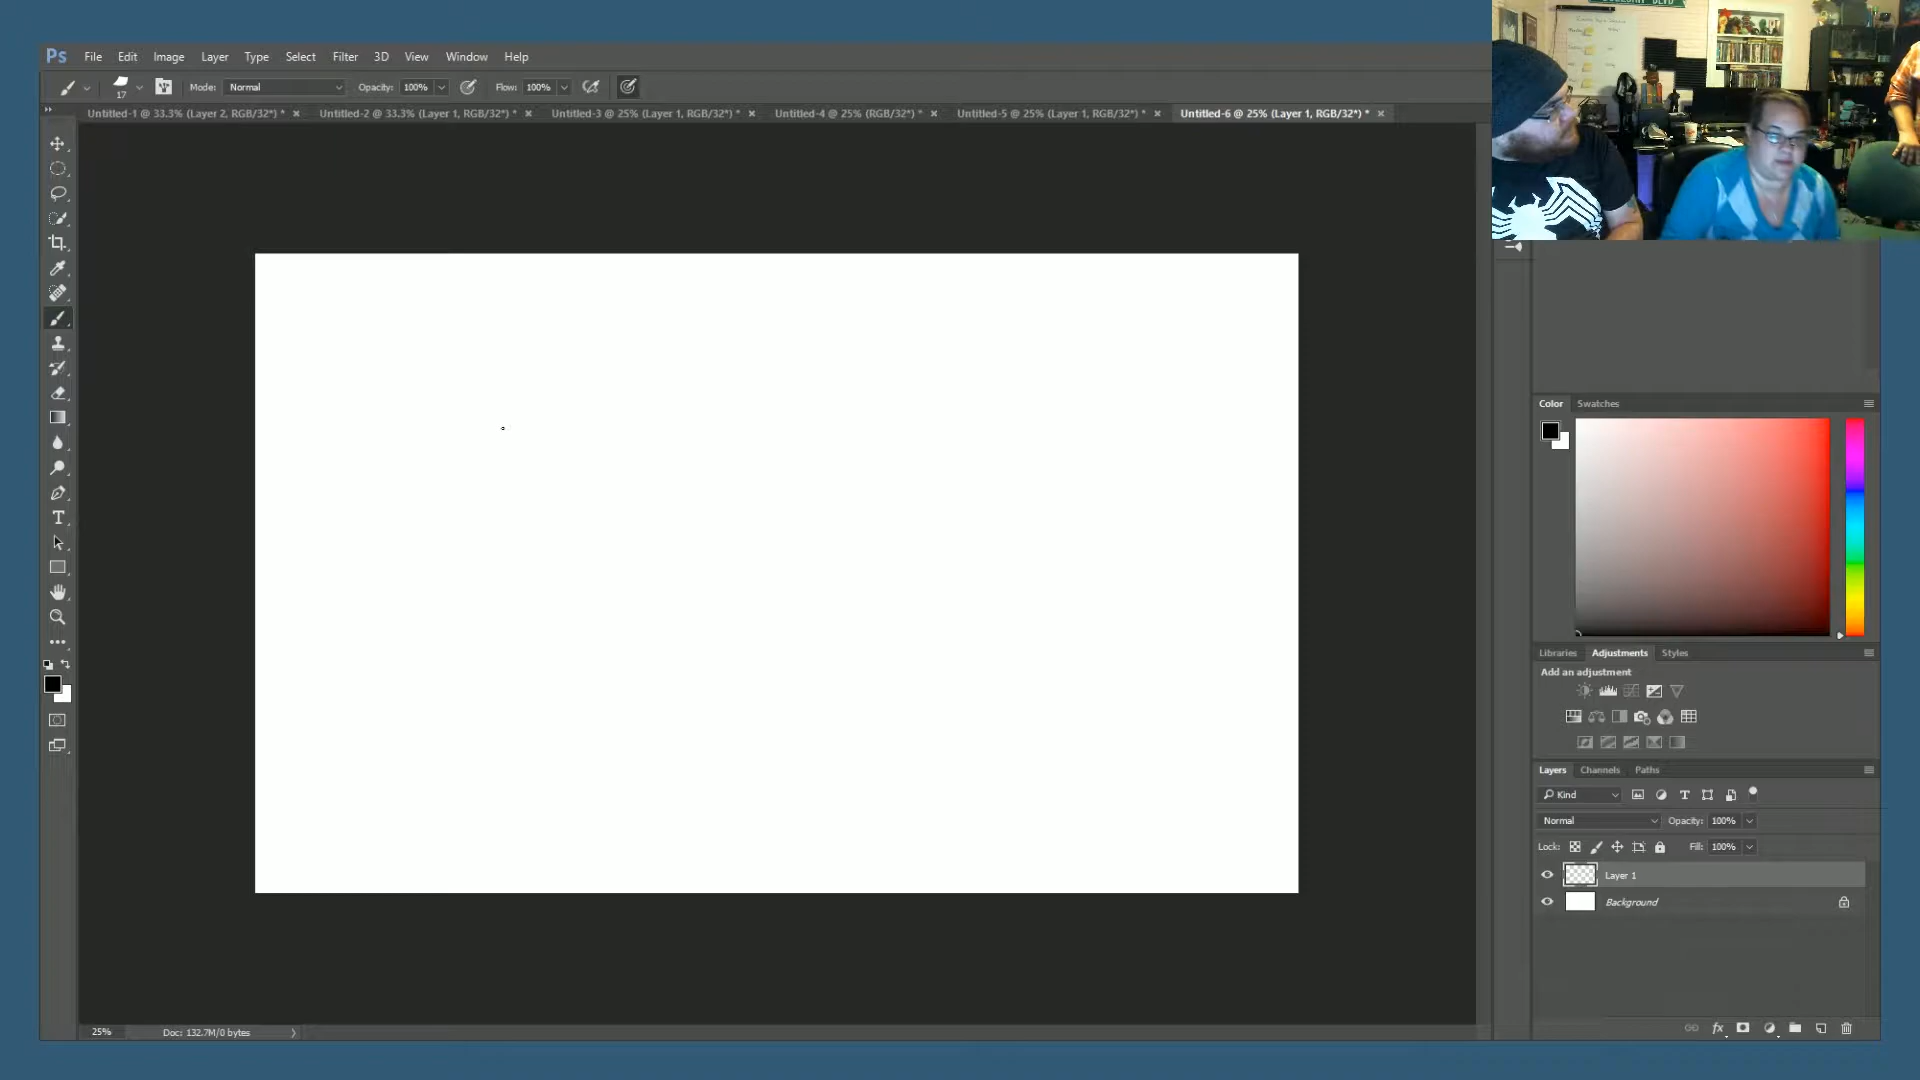 Ps File Edit Image Layer Type Select Filter 3D View Window Help
17 Mode: Normal Opacity: 100% Flow: 100%
Untitled-1 @ 33.3% (Layer 2, RGB/32*) * Untitled-2 @ 33.3% (Layer 1, RGB/32*) * Untitled-3 @ 25% (Layer 1, RGB/32*) * Untitled-4 @ 25% (RGB/32*) * Untitled-5 @ 25% (Layer 1, RGB/32*) * Untitled-6 @ 25% (Layer 1, RGB/32*) *
Color Swatches
Libraries Adjustments Styles
Add an adjustment
Layers Channels Paths
Kind
Normal Opacity: 100%
Lock: Fill: 100%
Layer 1
Background
fx
25% Doc: 132.7M/0 bytes